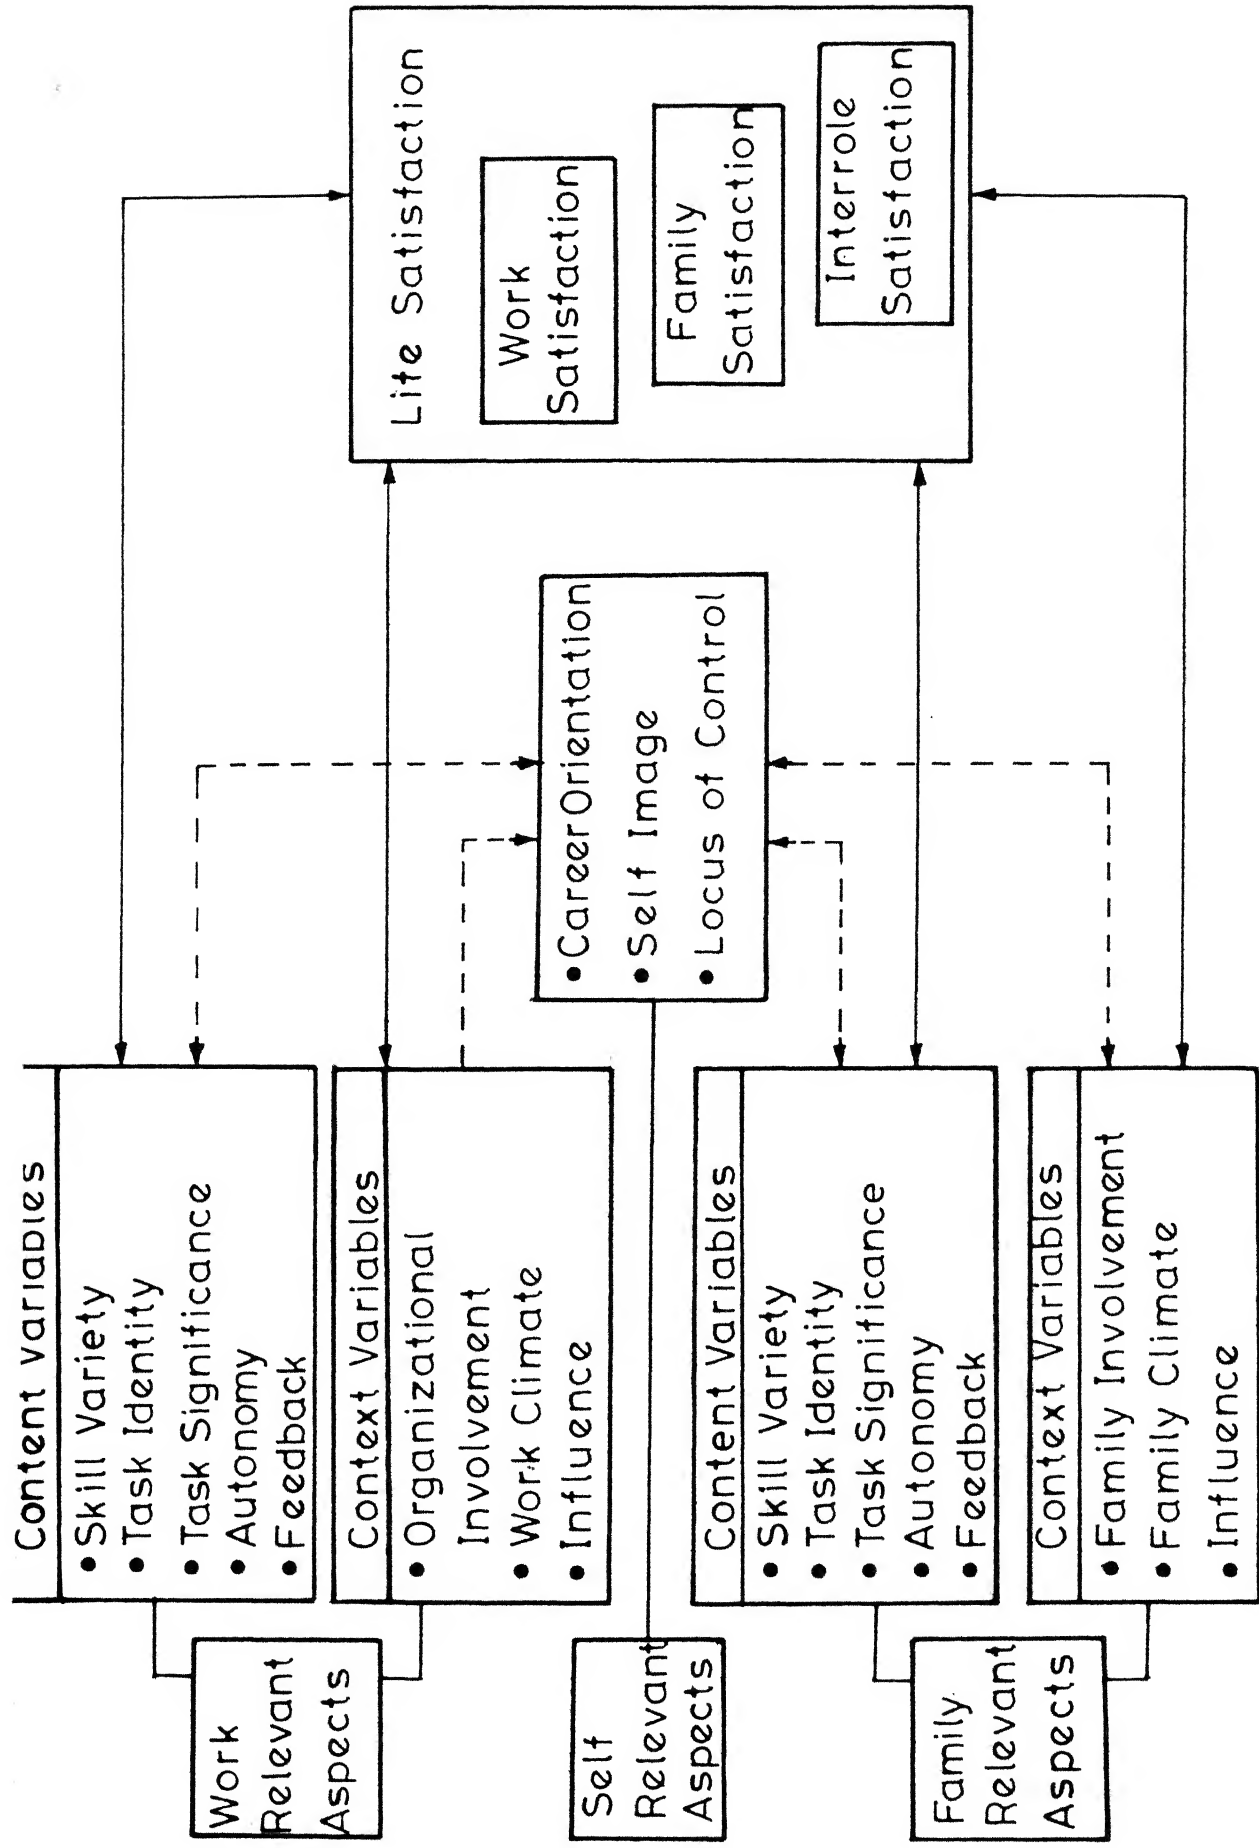 Work
Relevant
Aspects
Content Variables
• Skill Variety
• Task Identity
• Task Significance
• Autonomy
• Feedback
Context Variables
• Organizational
Involvement
• Work Climate
• Influence
Self
Relevant
Aspects
• Career Orientation
• Self Image
• Locus of Control
Family
Relevant
Aspects
Content Variables
• Skill Variety
• Task Identity
• Task Significance
• Autonomy
• Feedback
Context Variables
• Family Involvement
• Family Climate
• Influence
Life Satisfaction
Work
Satisfaction
Family
Satisfaction
Interrole
Satisfaction